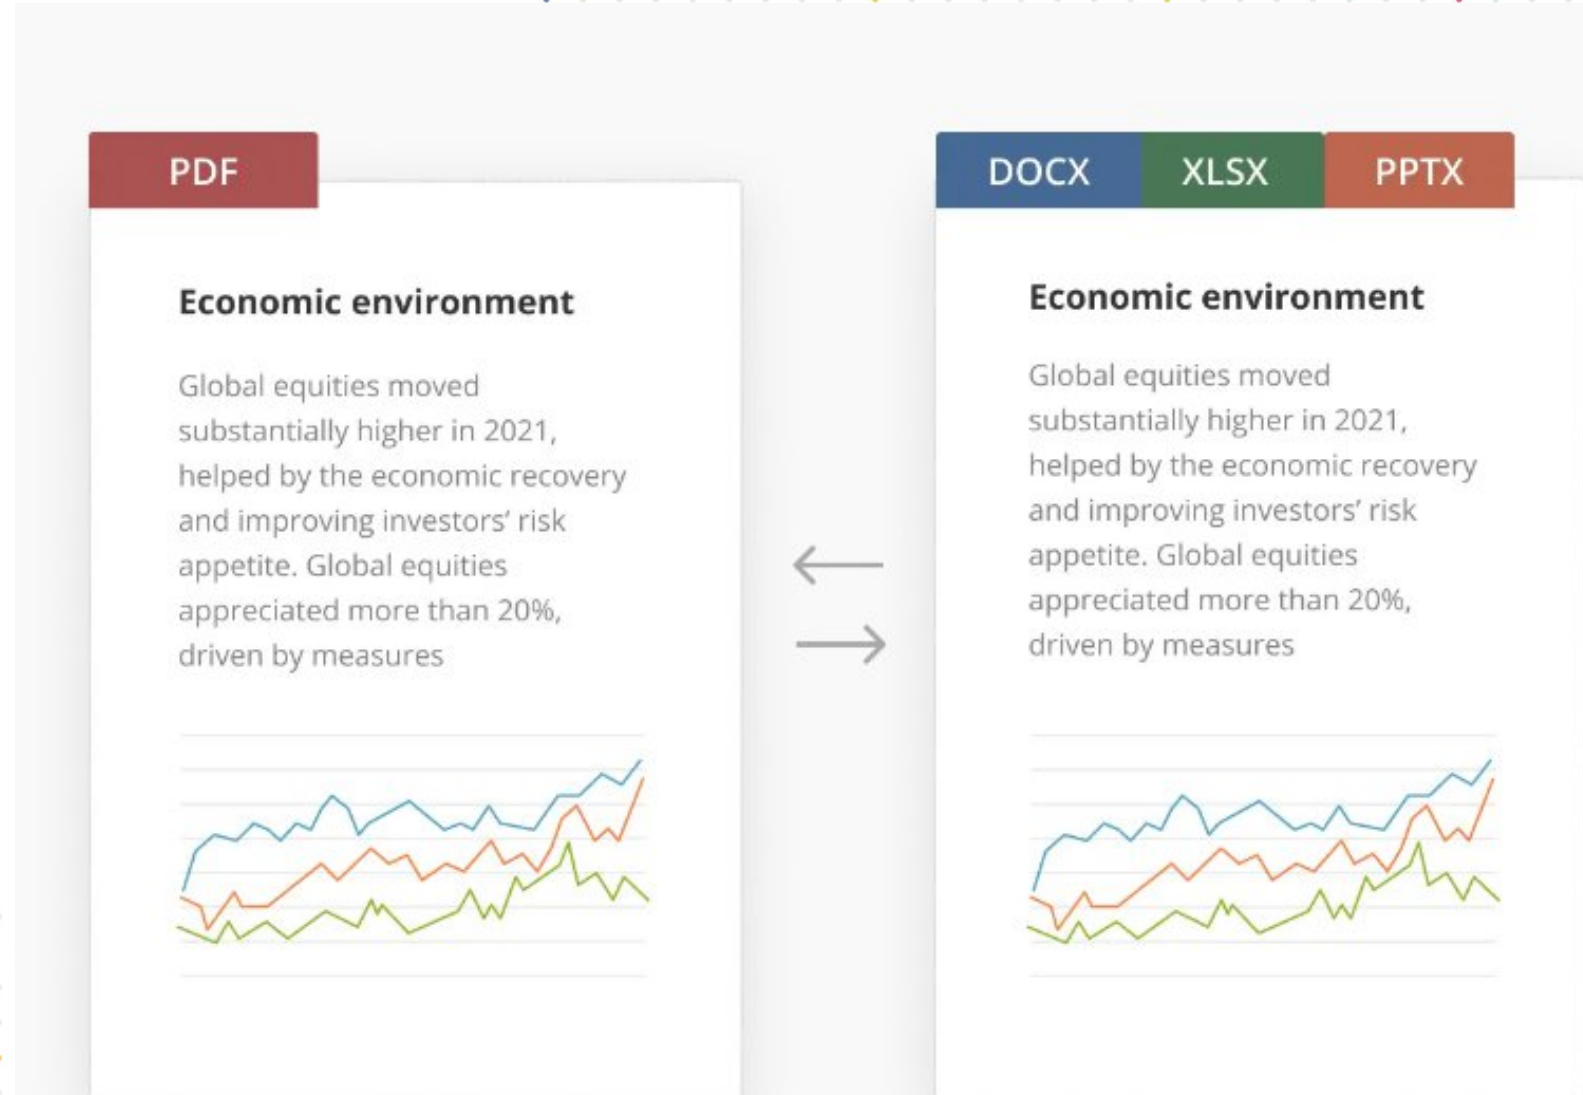 PDF
Economic environment
Global equities moved
substantially higher in 2021,
helped by the economic recovery
and improving investors’ risk
appetite. Global equities
appreciated more than 20%,
driven by measures
DOCX XLSX PPTX
Economic environment
Global equities moved
substantially higher in 2021,
helped by the economic recovery
and improving investors’ risk
appetite. Global equities
appreciated more than 20%,
driven by measures